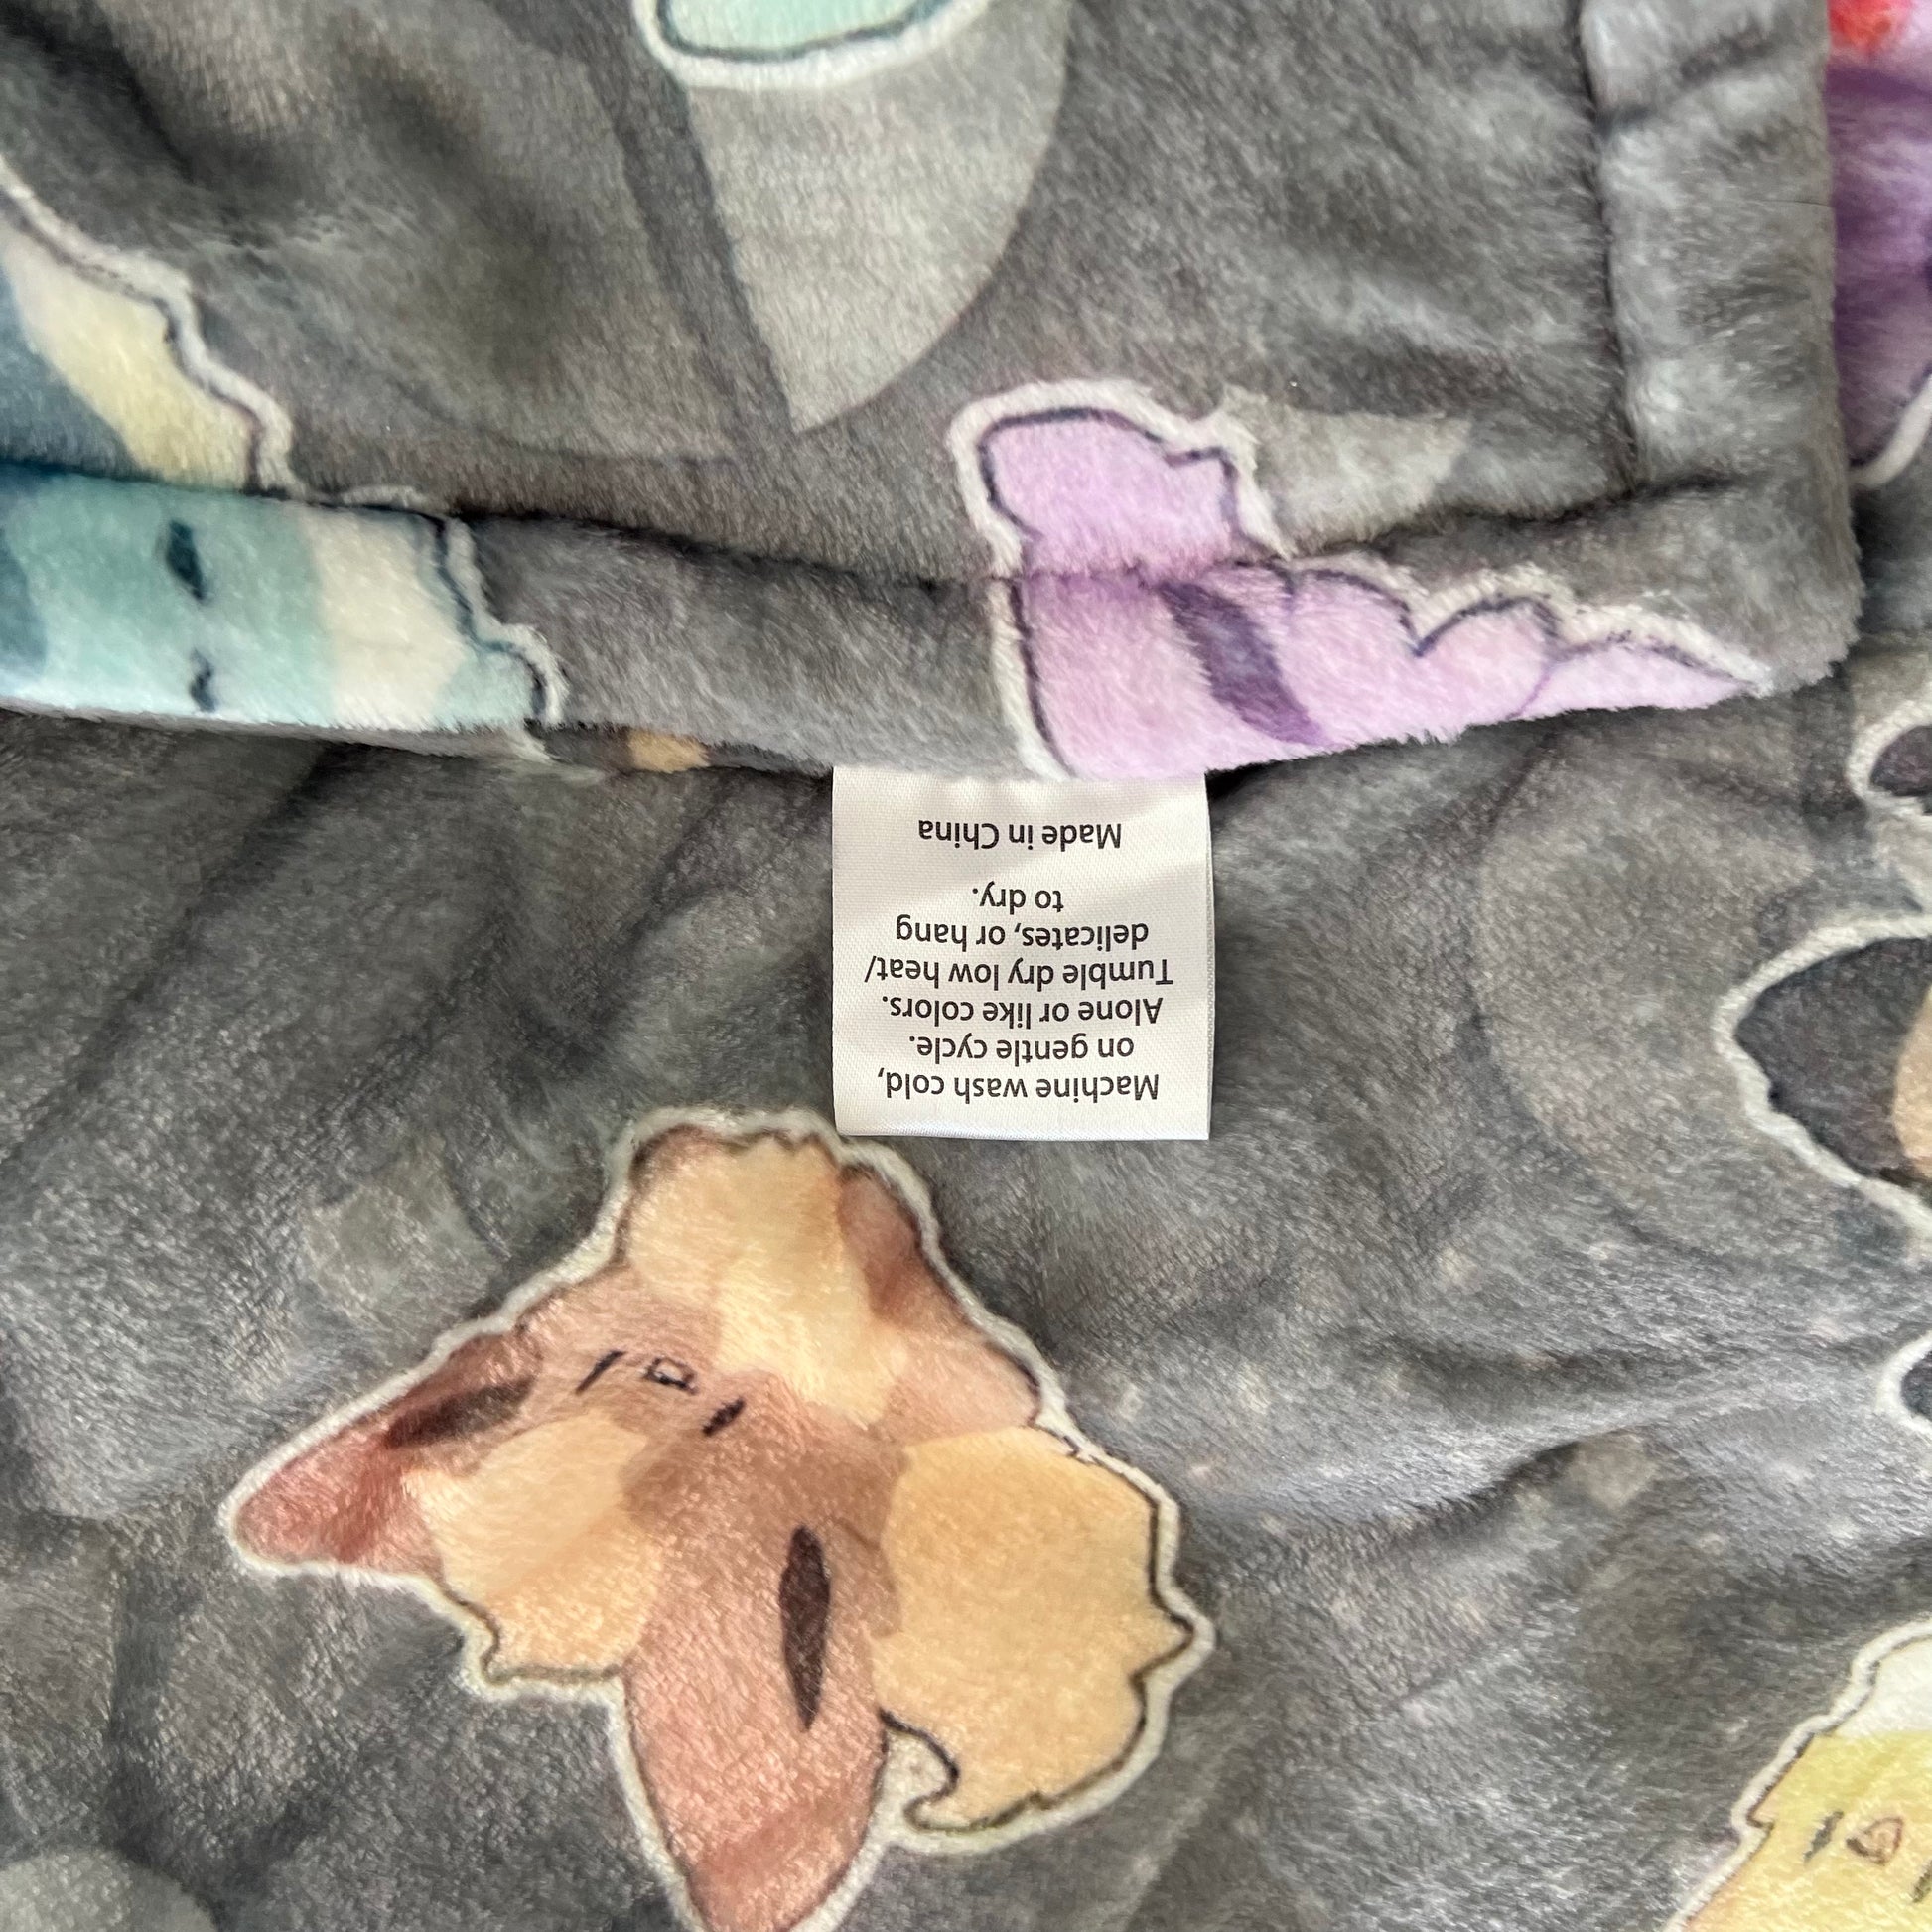 Machine wash cold,
on gentle cycle.
Alone or like colors.
Tumble dry low heat/
delicates, or hang
to dry.
Made in China